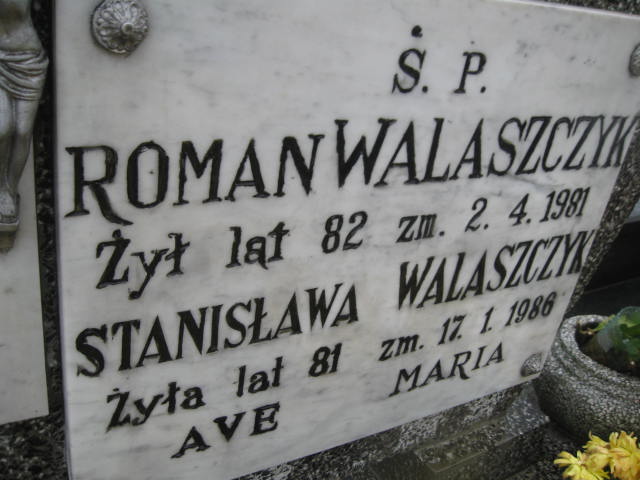 Ś. P.
ROMAN WALASZCZYK
Żył ląt 82 zm. 2. 4. 1981
STANISŁAWA WALASZCZYK
Żyła lat 81 zm. 17. 1. 1986
AVE MARIA